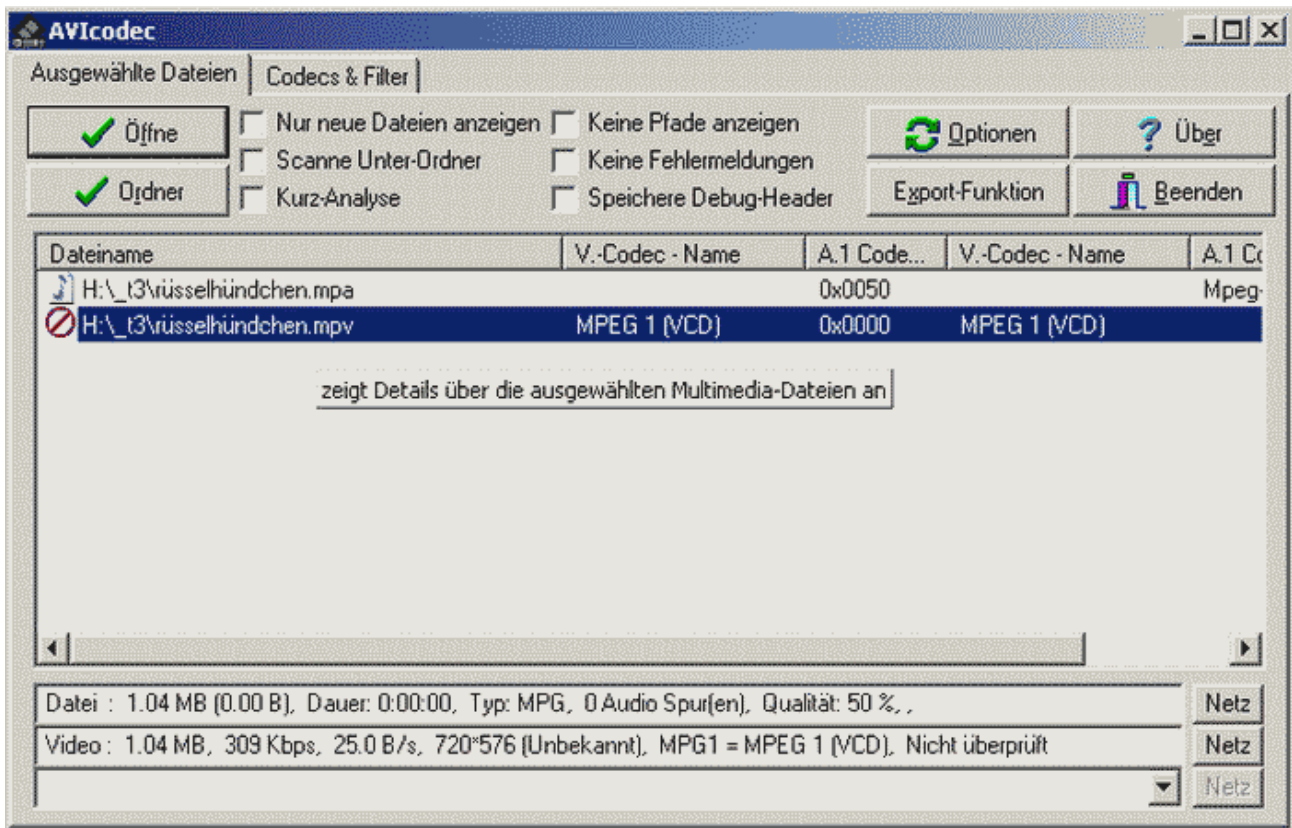 AVIcodec
Ausgewählte Dateien Codecs & Filter
Öffne Nur neue Dateien anzeigen Keine Pfade anzeigen Optionen Über
Scanne Unter-Ordner Keine Fehlermeldungen
Ordner Kurz-Analyse Speichere Debug-Header Export-Funktion Beenden
Dateiname V.-Codec - Name A.1 Code... V.-Codec - Name A.1 Co
H:\_t3\rüsselhündchen.mpa 0x0050 Mpeg-
H:\_t3\rüsselhündchen.mpv MPEG 1 (VCD) 0x0000 MPEG 1 (VCD)
zeigt Details über die ausgewählten Multimedia-Dateien an
Datei : 1.04 MB (0.00 B), Dauer: 0:00:00, Typ: MPG, 0 Audio Spur(en), Qualität: 50 %, , Netz
Video : 1.04 MB, 309 Kbps, 25.0 B/s, 720*576 (Unbekannt), MPG1 = MPEG 1 (VCD), Nicht überprüft Netz
Netz